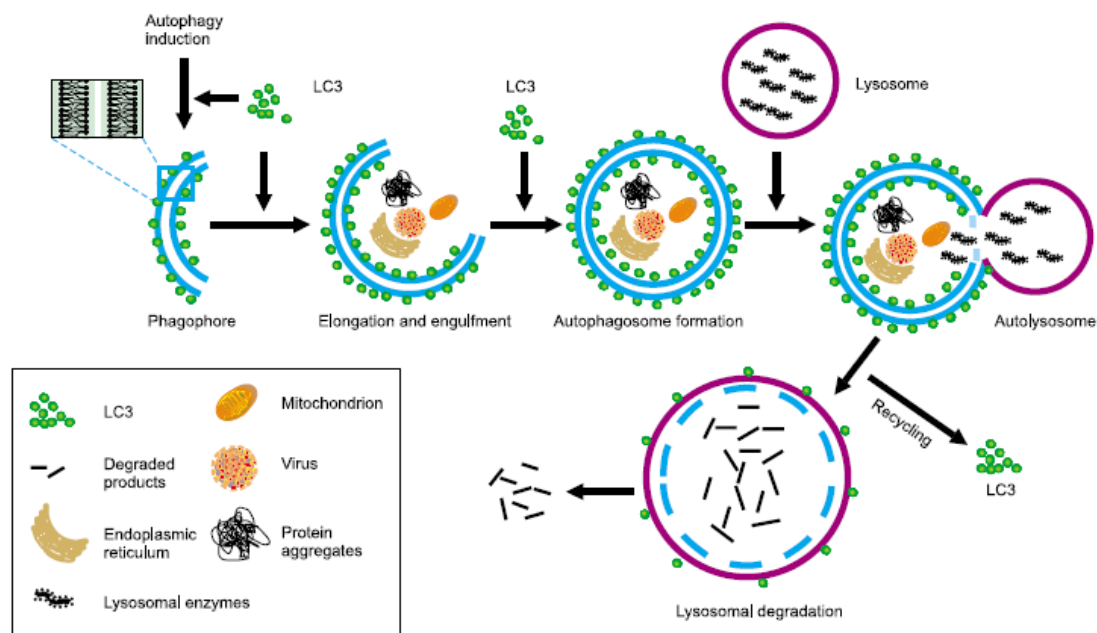 Autophagy
induction
LC3
LC3
Lysosome
Phagophore
Elongation and engulfment
Autophagosome formation
Autolysosome
LC3
Mitochondrion
Degraded
products
Virus
Endoplasmic
reticulum
Protein
aggregates
Lysosomal enzymes
Recycling
LC3
Lysosomal degradation